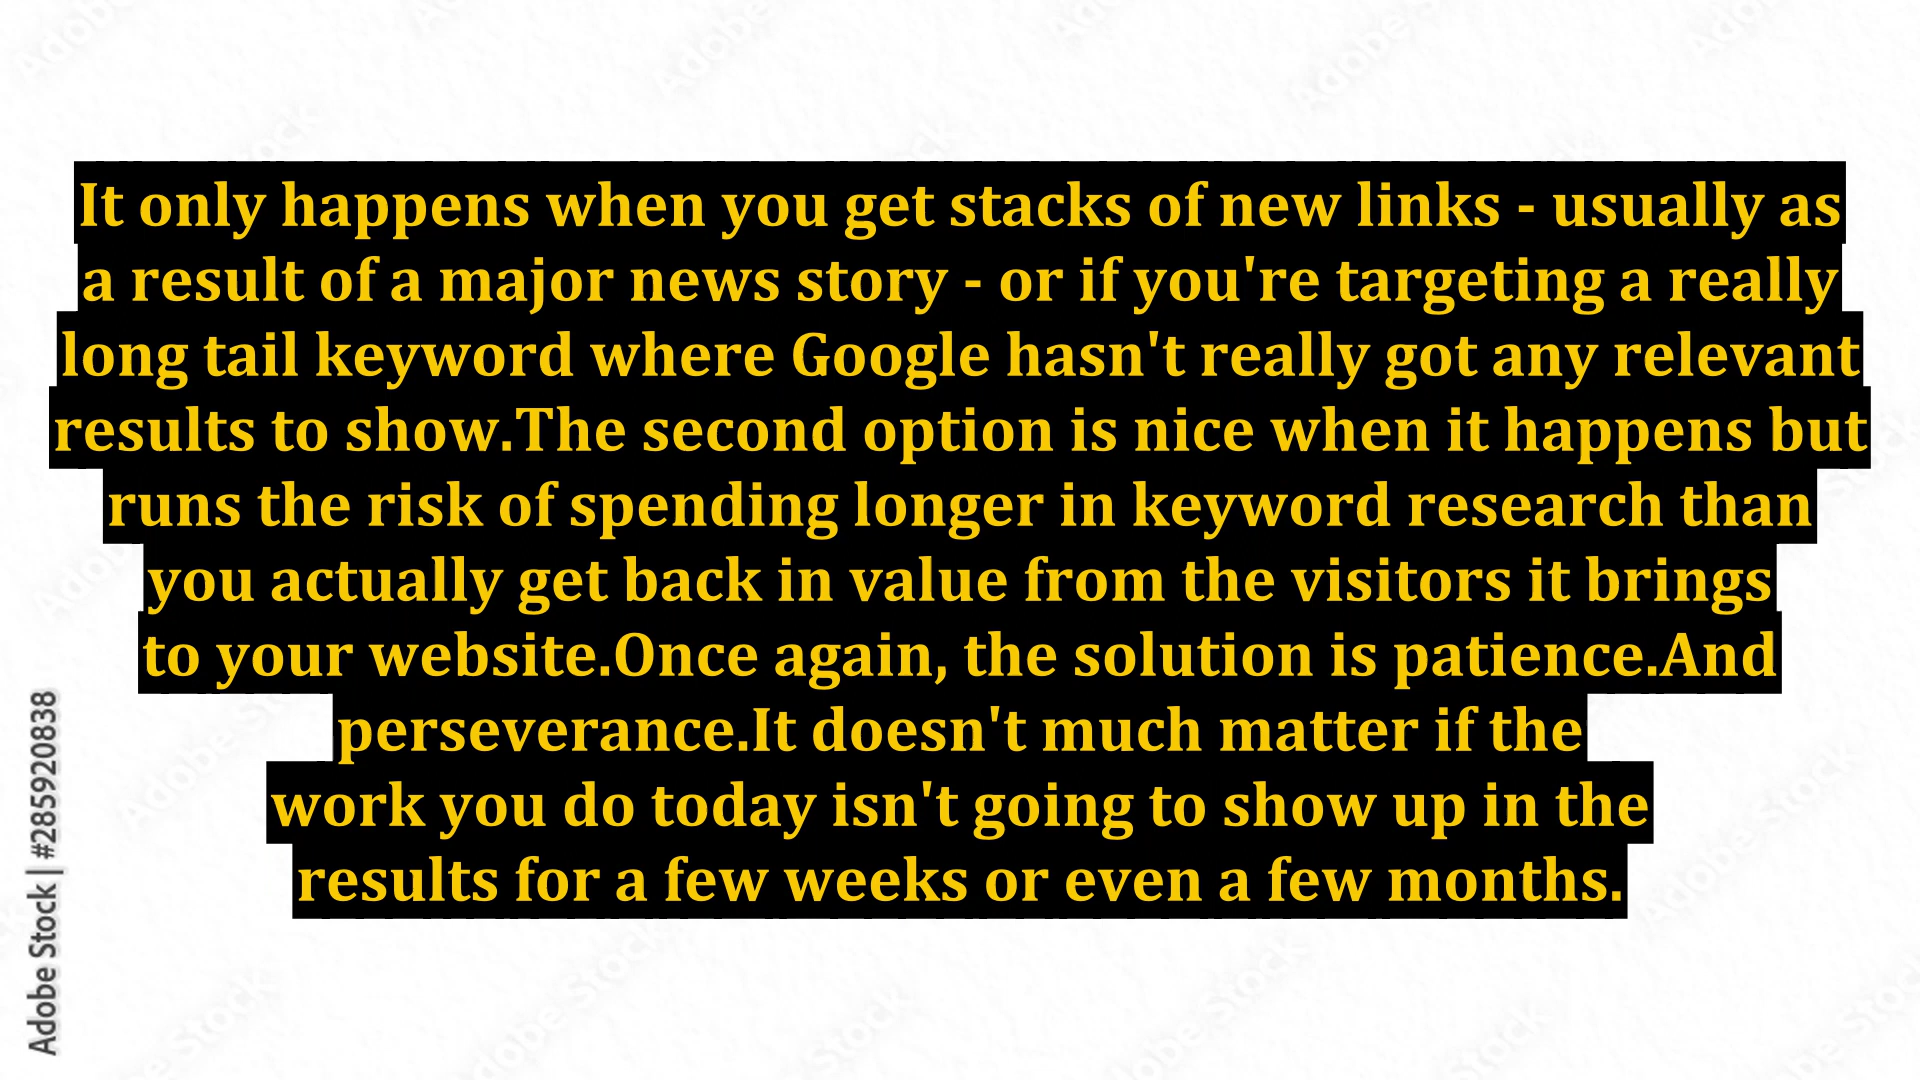 It only happens when you get stacks of new links - usually as
a result of a major news story - or if you're targeting a really
long tail keyword where Google hasn't really got any relevant
results to show.The second option is nice when it happens but
runs the risk of spending longer in keyword research than
you actually get back in value from the visitors it brings
to your website.Once again, the solution is patience.And
perseverance.It doesn't much matter if the
work you do today isn't going to show up in the
results for a few weeks or even a few months.
Adobe Stock | #285920838